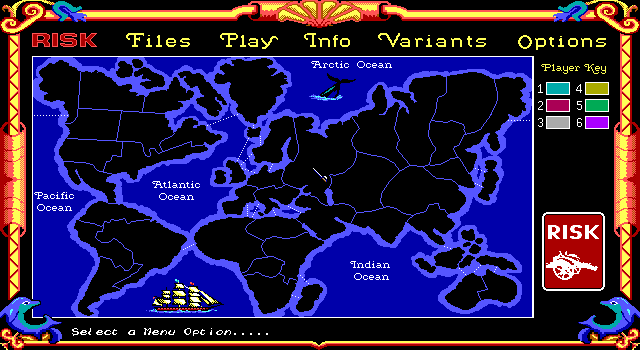 RISK Files Play Info Variants Options
Arctic Ocean
Player Key
1 4
2 5
3 6
Atlantic
Ocean
Pacific
Ocean
RISK
Indian
Ocean
Select a Menu Option.....